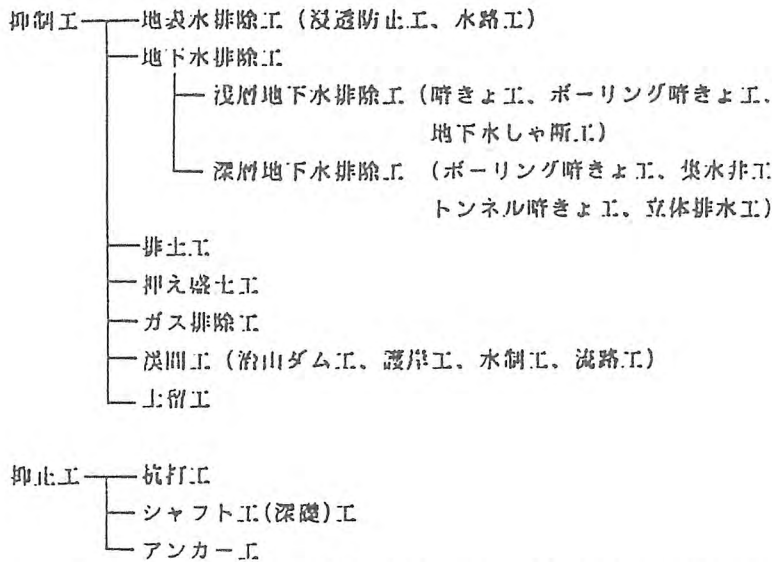 抑制工 地表水排除工（浸透防止工、水路工）
地下水排除工
浅層地下水排除工（暗きょ工、ボーリング暗きょ工、
地下水しゃ断工）
深層地下水排除工（ボーリング暗きょ工、集水井工
トンネル暗きょ工、立体排水工）
排土工
押え盛土工
ガス排除工
渓間工（治山ダム工、護岸工、水制工、流路工）
土留工
抑止工 杭打工
シャフト工(深礎)工
アンカー工